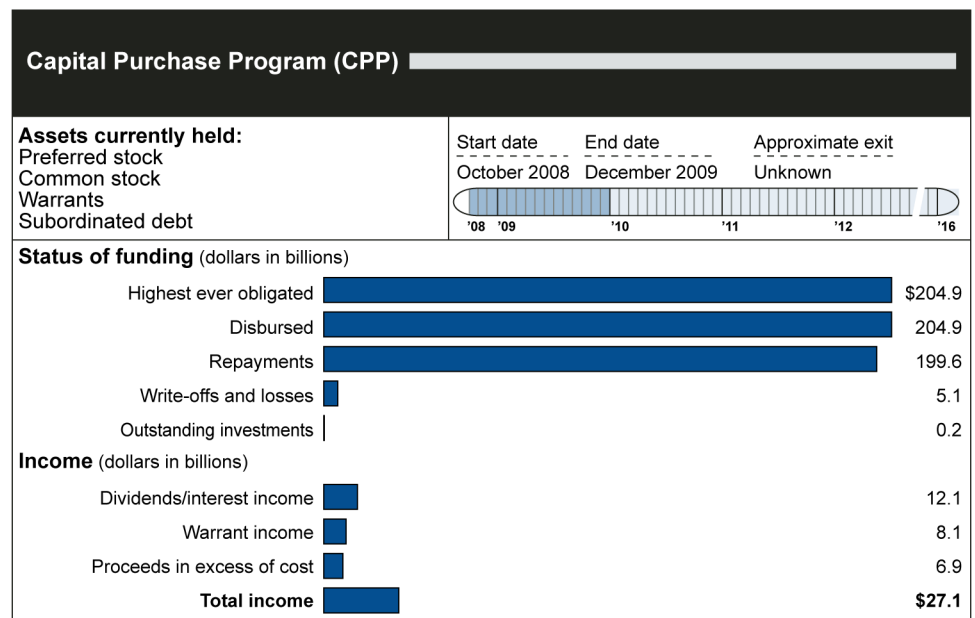 Capital Purchase Program (CPP)
Assets currently held:
Preferred stock
Common stock
Warrants
Subordinated debt
Start date End date Approximate exit
October 2008 December 2009 Unknown
'08 '09 '10 '11 '12 '16
Status of funding (dollars in billions)
Highest ever obligated $204.9
Disbursed 204.9
Repayments 199.6
Write-offs and losses 5.1
Outstanding investments 0.2
Income (dollars in billions)
Dividends/interest income 12.1
Warrant income 8.1
Proceeds in excess of cost 6.9
Total income $27.1